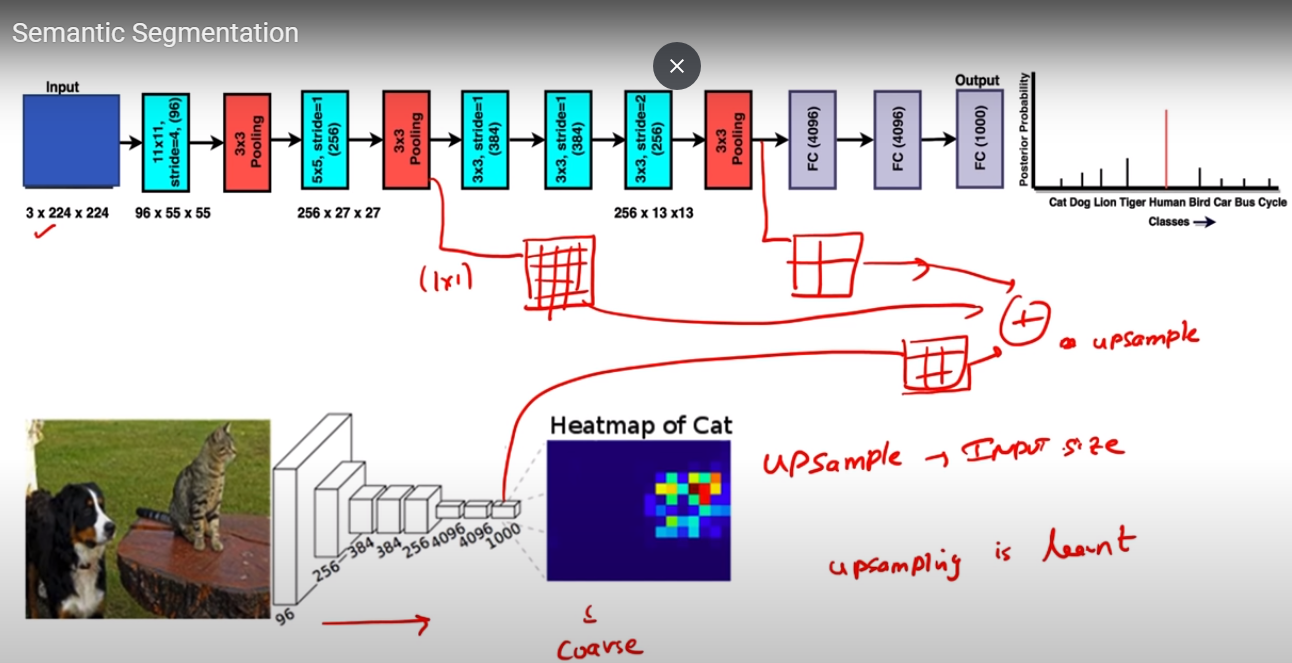 Semantic Segmentation
Input
11x11, stride=4, (96)
3x3 Pooling
5x5, stride=1 (256)
3x3 Pooling
3x3, stride=1 (384)
3x3, stride=1 (384)
3x3, stride=2 (256)
3x3 Pooling
FC (4096)
FC (4096)
Output
FC (1000)
Posterior Probability
3 x 224 x 224
96 x 55 x 55
256 x 27 x 27
256 x 13 x13
Cat Dog Lion Tiger Human Bird Car Bus Cycle
Classes
(1x1)
+
upsample
Heatmap of Cat
upsample → Input size
upsampling is learnt
96
256
384
384
256
4096
4096
1000
Coarse